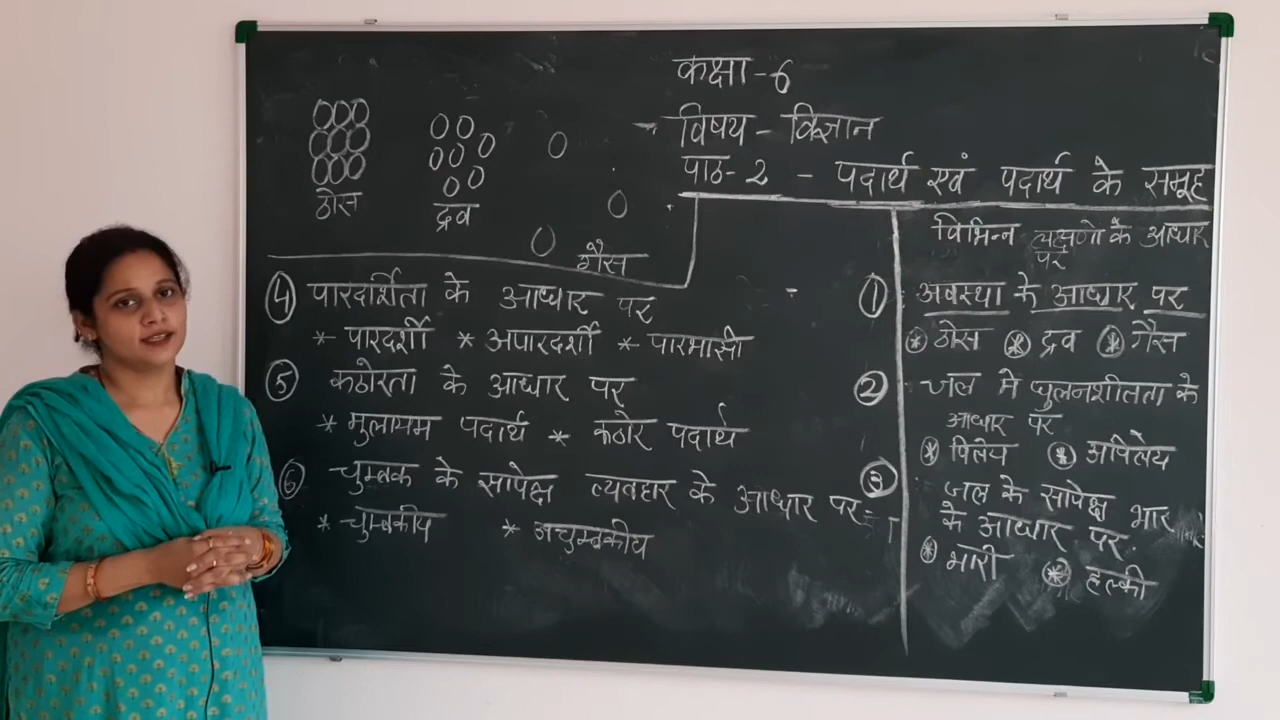 कक्षा - 6
विषय - विज्ञान
पाठ - 2 - पदार्थ एवं पदार्थ के समूह
ठोस
द्रव
गैस
विभिन्न लक्षणो के आधार
पर
① अवस्था के आधार पर
* ठोस * द्रव * गैस
② जल मे घुलनशीलता के
आधार पर
* विलेय * अविलेय
③ जल के सापेक्ष भार
के आधार पर
* भारी * हल्की
④ पारदर्शिता के आधार पर
* पारदर्शी * अपारदर्शी * पारभासी
⑤ कठोरता के आधार पर
* मुलायम पदार्थ * कठोर पदार्थ
⑥ चुम्बक के सापेक्ष व्यवहार के आधार पर
* चुम्बकीय * अचुम्बकीय